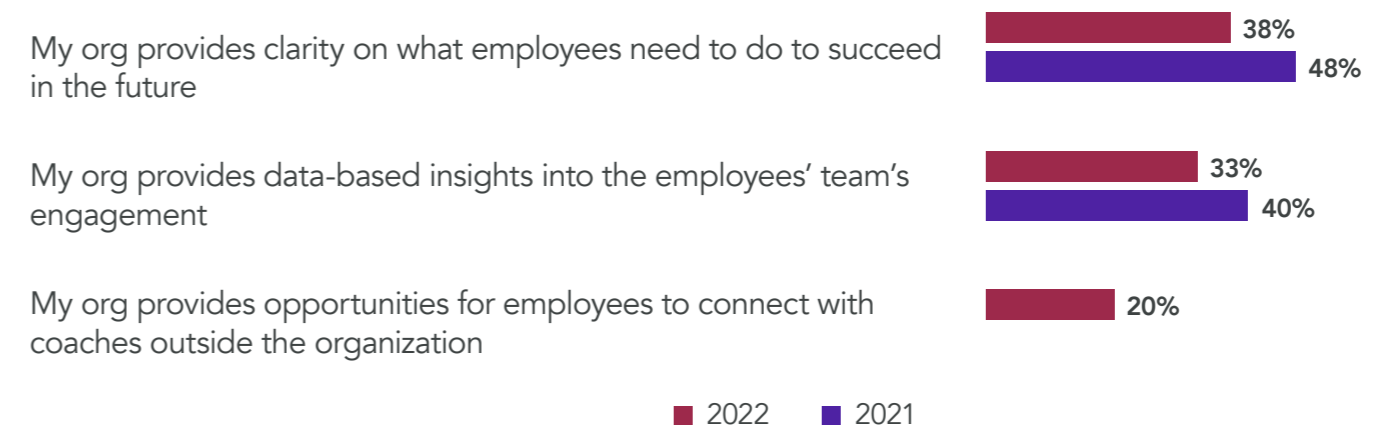 My org provides clarity on what employees need to do to succeed
in the future
38%
48%
My org provides data-based insights into the employees’ team’s
engagement
33%
40%
My org provides opportunities for employees to connect with
coaches outside the organization
20%
2022 2021